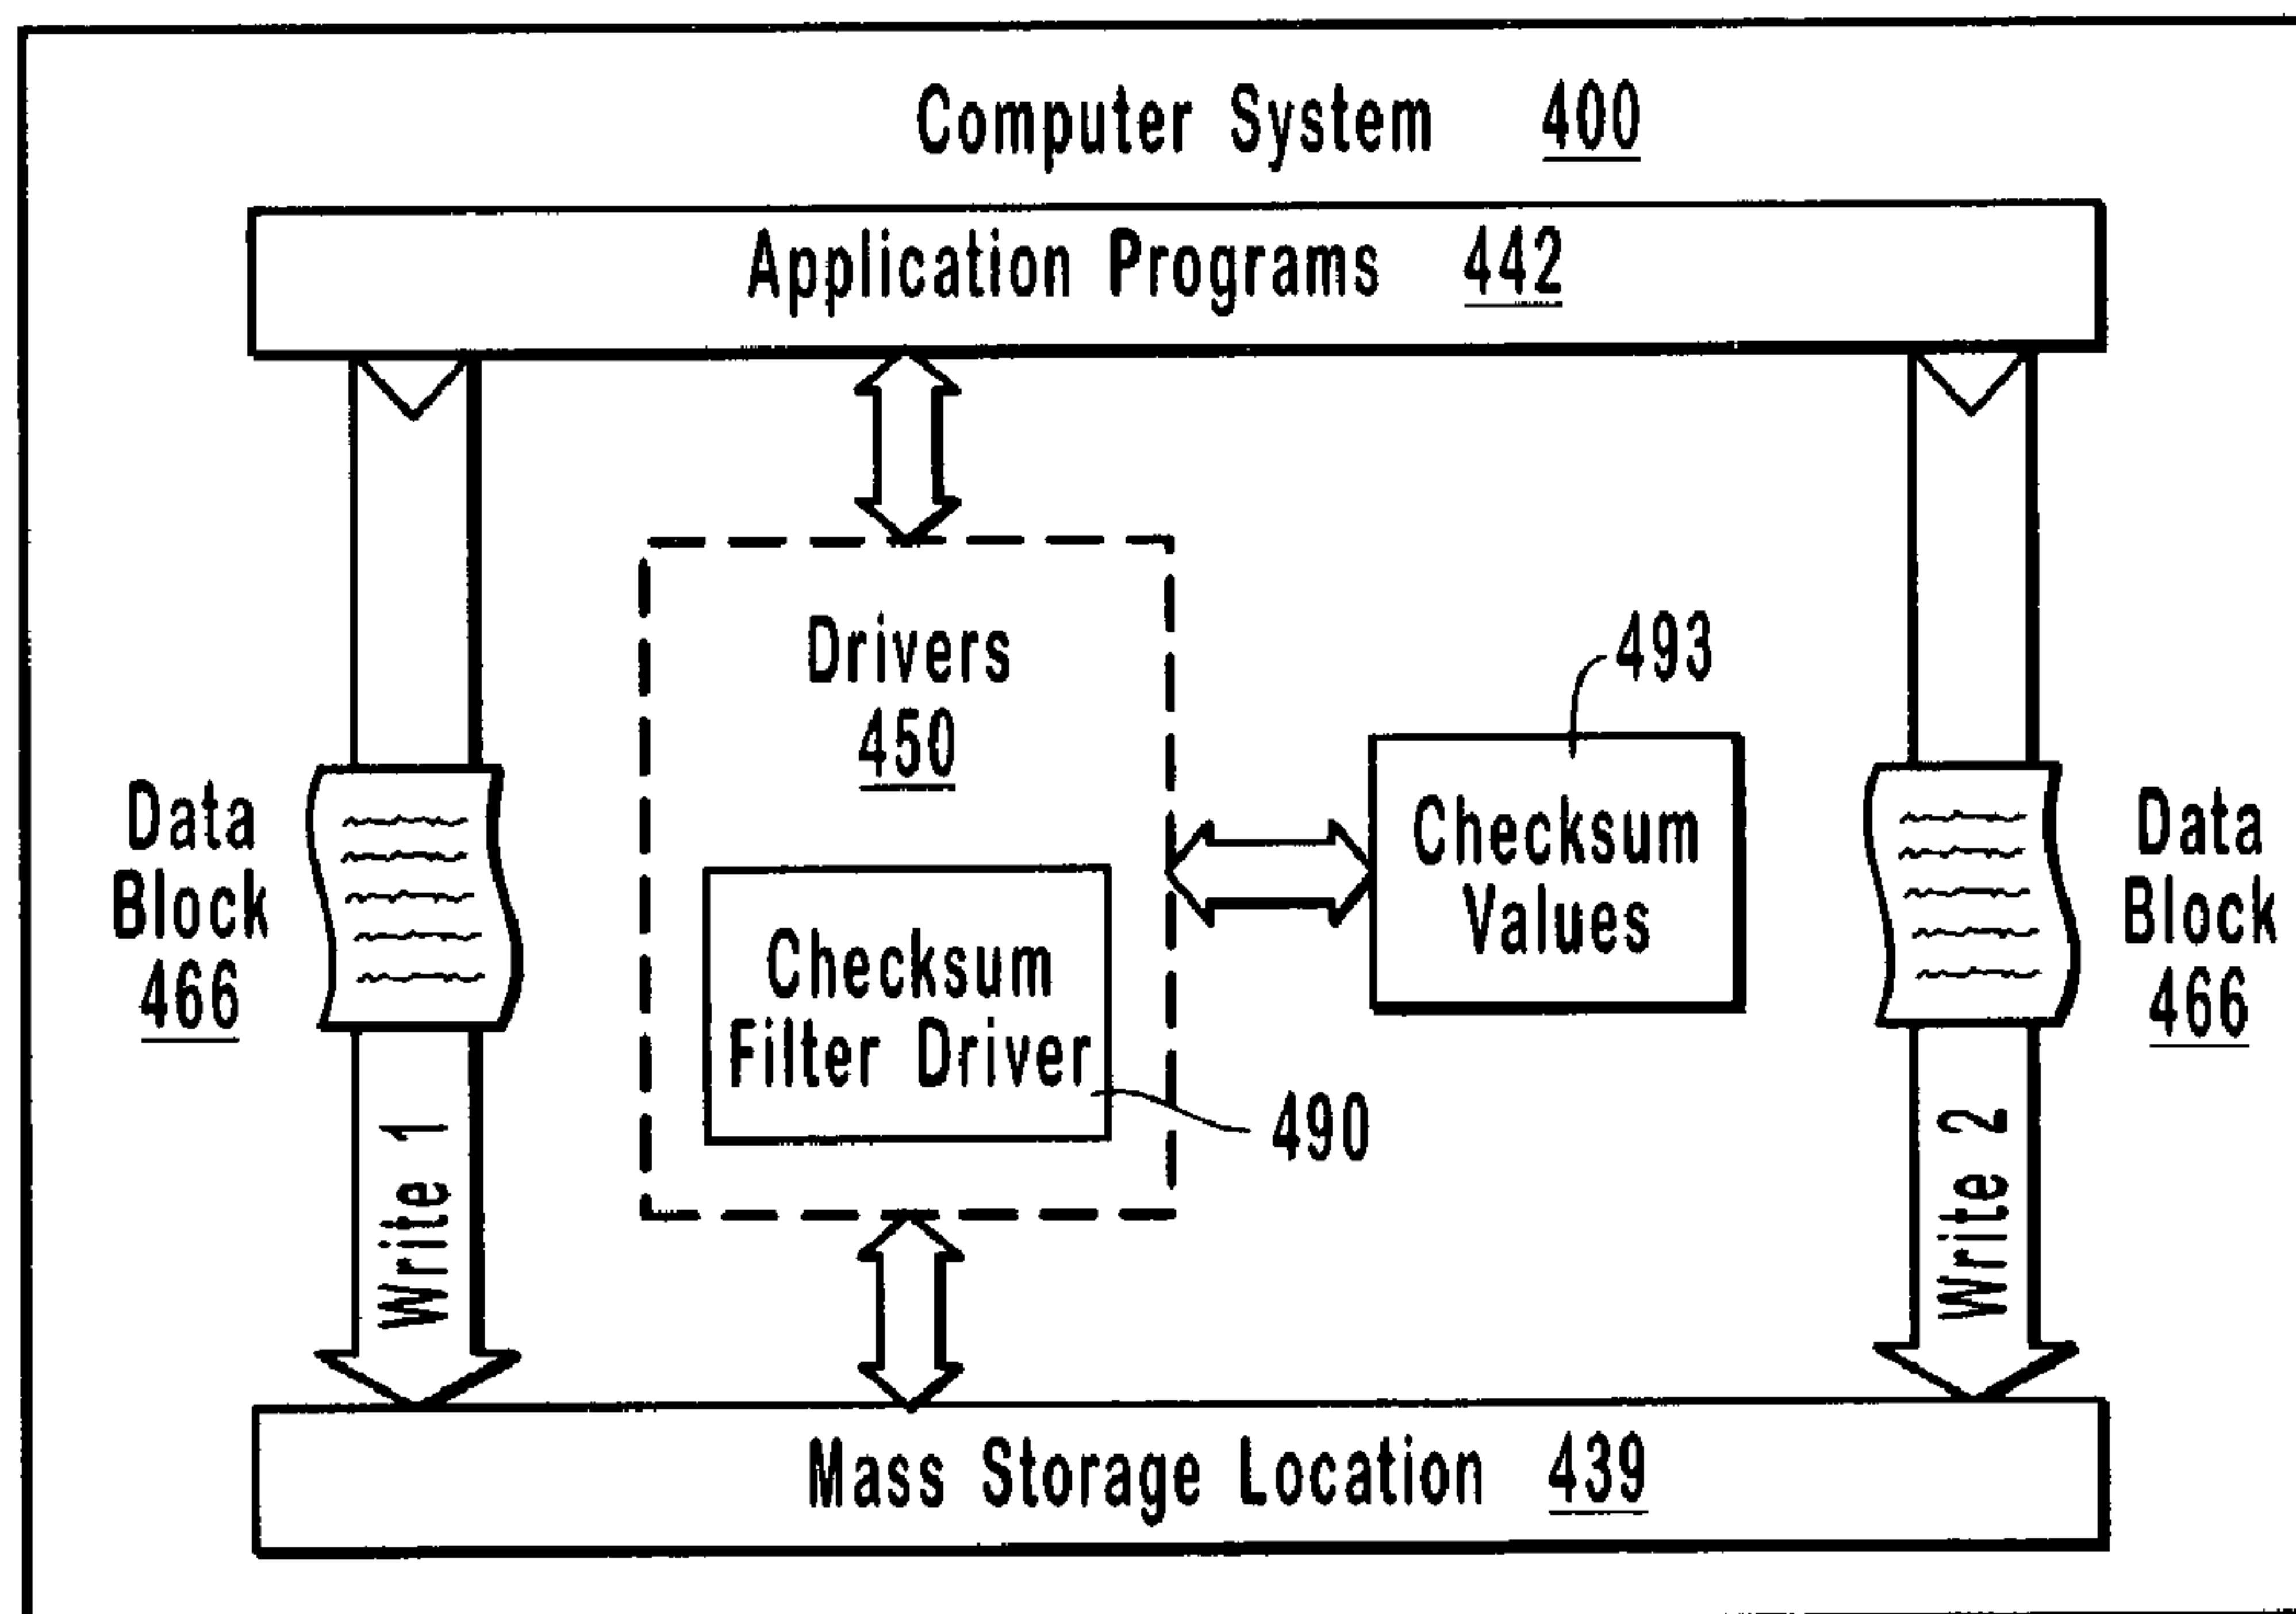 Computer System 400
Application Programs 442
Drivers
450
493
Data
Block
466
Checksum
Values
Data
Block
466
Checksum
Filter Driver
490
Write 1
Write 2
Mass Storage Location 439